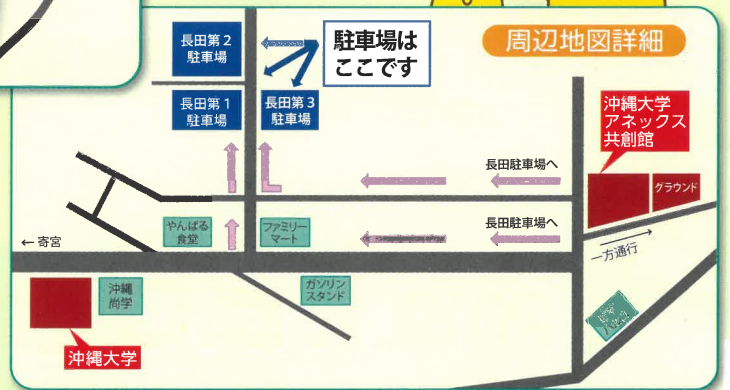 周辺地図詳細
駐車場は
ここです
長田第2
駐車場
長田第1
駐車場
長田第3
駐車場
沖縄大学
アネックス
共創館
グラウンド
長田駐車場へ
長田駐車場へ
一方通行
← 寄宮
やんばる
食堂
ファミリー
マート
沖縄
尚学
ガソリン
スタンド
沖縄大学